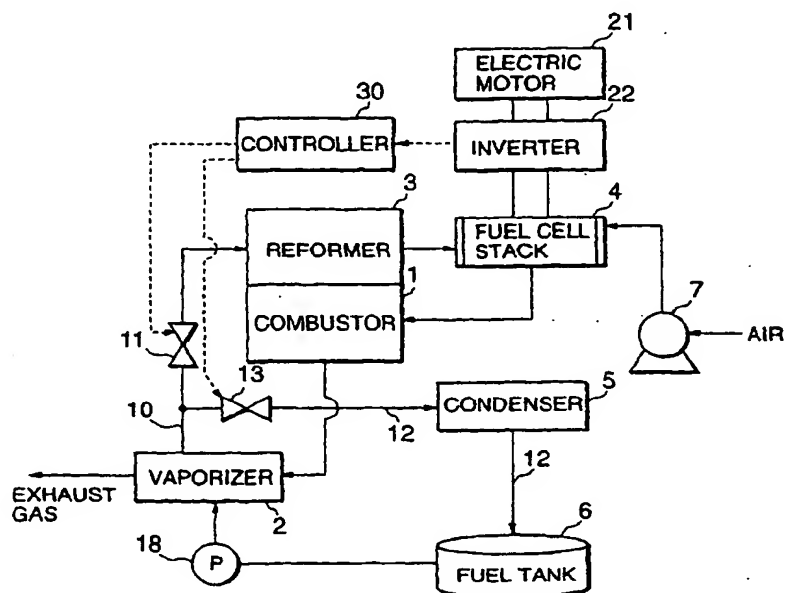 21
ELECTRIC
MOTOR
30
22
CONTROLLER
INVERTER
3
4
REFORMER
FUEL CELL
STACK
1
7
COMBUSTOR
AIR
11
13
5
10
12
CONDENSER
VAPORIZER
12
EXHAUST
GAS
2
6
18
P
FUEL TANK